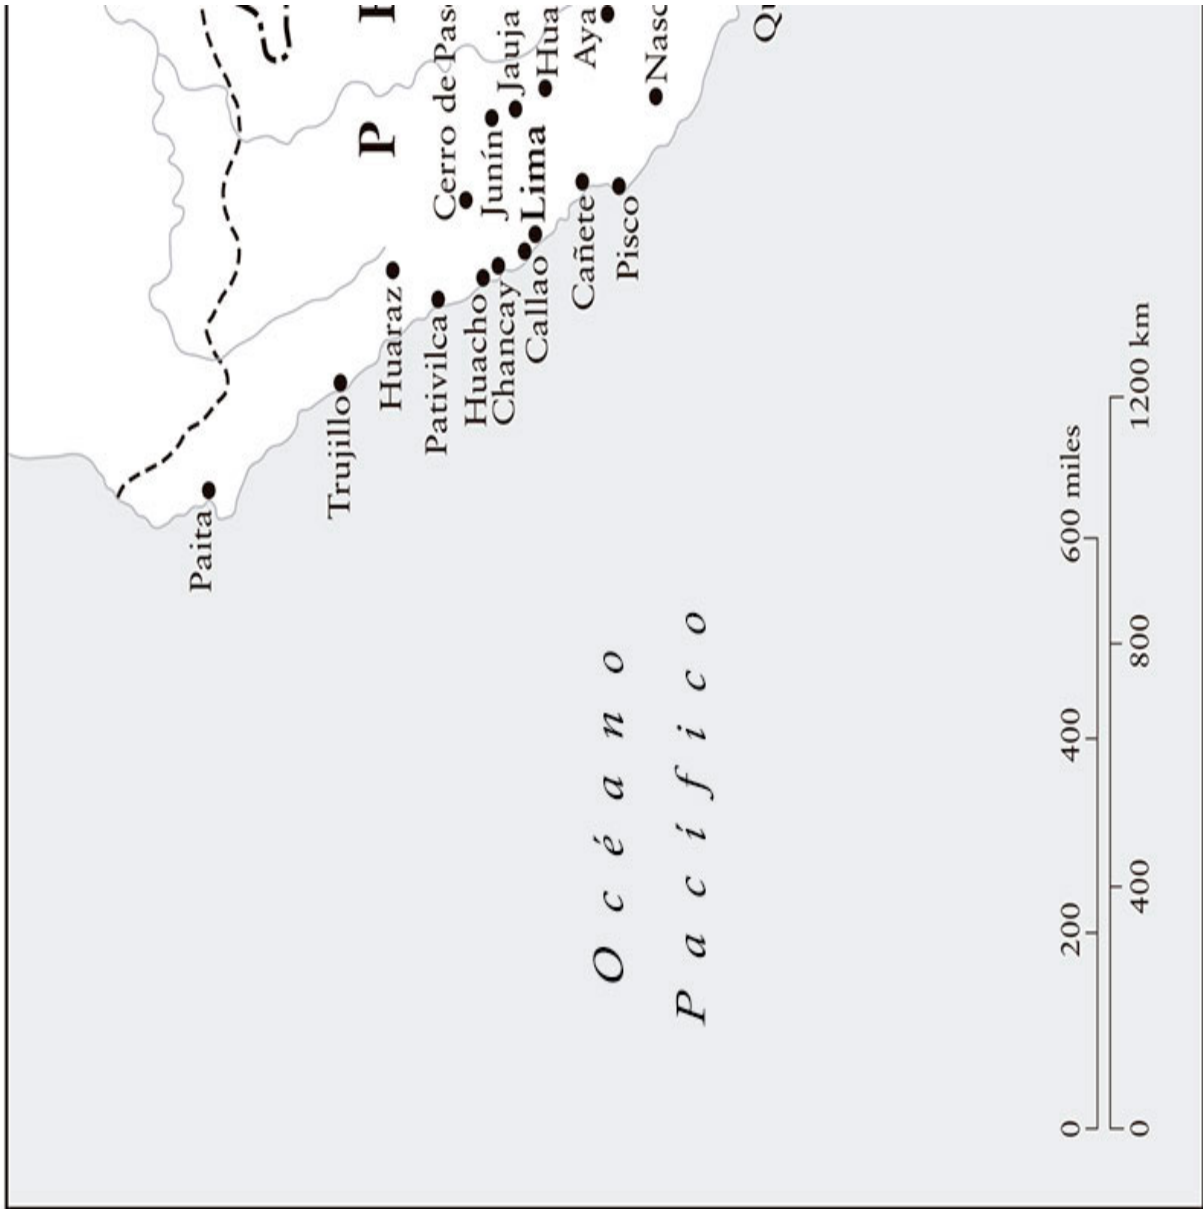 Paita
Trujillo
Huaraz
Pativilca
Huacho
Chancay
Callao
Lima
Cerro de Pas
Junín
Jauja
Hua
Aya
Cañete
Pisco
Nasc
Qu
P
Océano
Pacífico
0 200 400 600 miles
0 400 800 1200 km